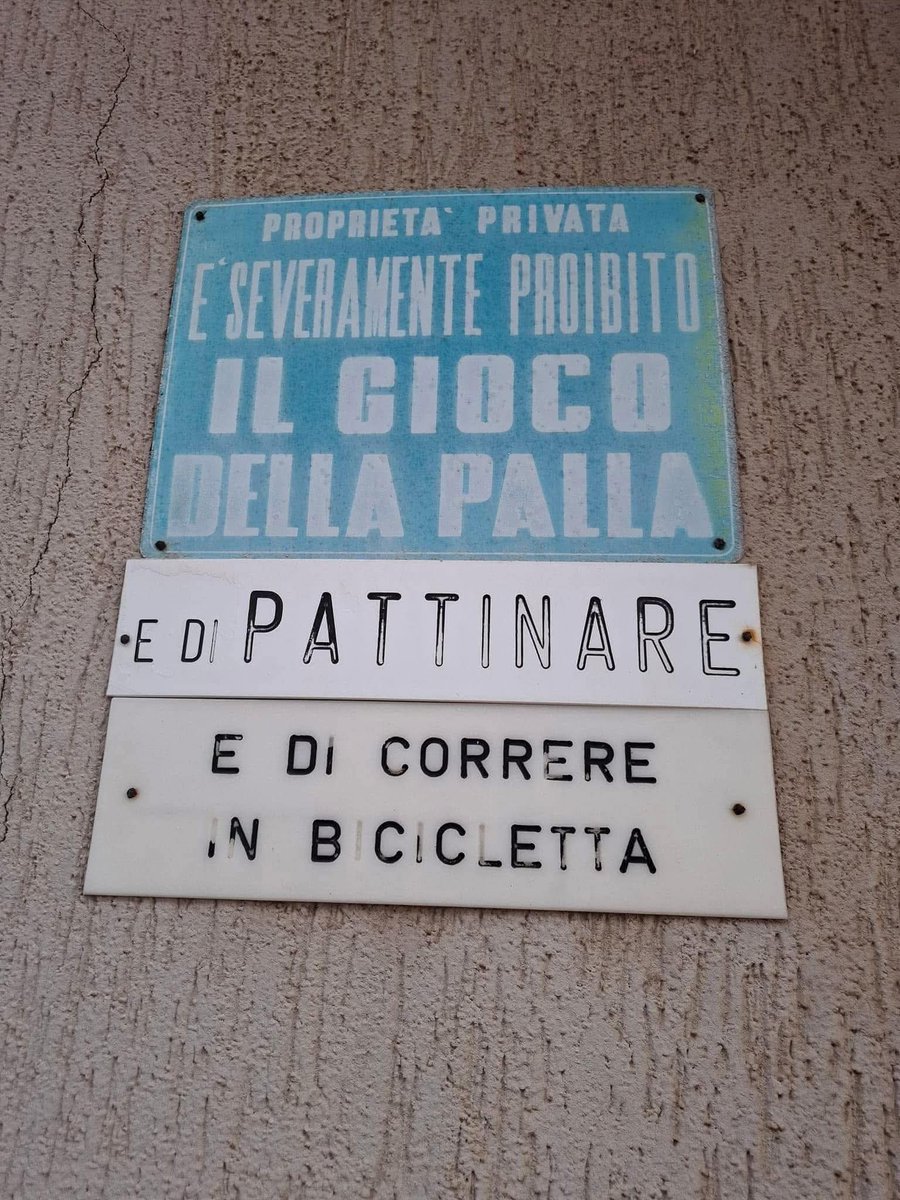 PROPRIETA` PRIVATA
E' SEVERAMENTE PROIBITO
IL GIOCO
DELLA PALLA
E DI PATTINARE
E DI CORRERE
IN BICICLETTA